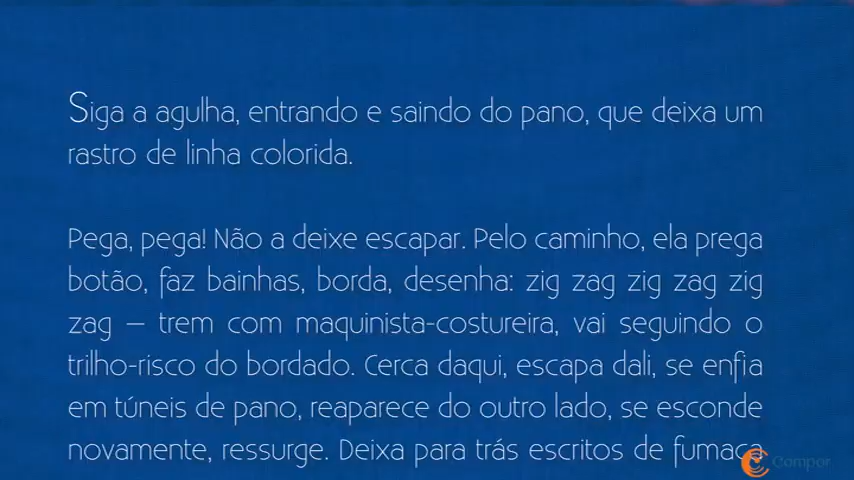 Siga a agulha, entrando e saindo do pano, que deixa um
rastro de linha colorida.
Pega, pega! Não a deixe escapar. Pelo caminho, ela prega
botão, faz bainhas, borda, desenha: zig zag zig zag zig
zag – trem com maquinista-costureira, vai seguindo o
trilho-risco do bordado. Cerca daqui, escapa dali, se enfia
em túneis de pano, reaparece do outro lado, se esconde
novamente, ressurge. Deixa para trás escritos de fumaça
Compor